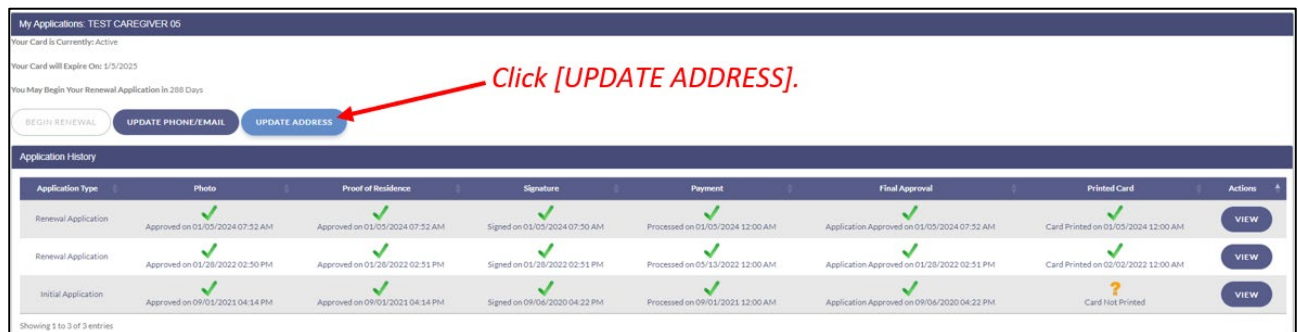 My Applications: TEST CAREGIVER 05
Your Card is Currently: Active
Your Card will Expire On: 1/5/2025
Click [UPDATE ADDRESS].
You May Begin Your Renewal Application in 288 Days
BEGIN RENEWAL UPDATE PHONE/EMAIL UPDATE ADDRESS
Application History
Application Type Photo Proof of Residence Signature Payment Final Approval Printed Card Actions
Renewal Application Approved on 01/05/2024 07:52 AM Approved on 01/05/2024 07:52 AM Signed on 01/05/2024 07:50 AM Processed on 01/05/2024 12:00 AM Application Approved on 01/05/2024 07:52 AM Card Printed on 01/05/2024 12:00 AM VIEW
Renewal Application Approved on 01/28/2022 02:50 PM Approved on 01/28/2022 02:51 PM Signed on 01/28/2022 02:51 PM Processed on 05/13/2022 12:00 AM Application Approved on 01/28/2022 02:51 PM Card Printed on 02/02/2022 12:00 AM VIEW
Initial Application Approved on 09/01/2021 04:14 PM Approved on 09/01/2021 04:14 PM Signed on 09/06/2020 04:22 PM Processed on 09/01/2021 12:00 AM Application Approved on 09/06/2020 04:22 PM ? Card Not Printed VIEW
Showing 1 to 3 of 3 entries